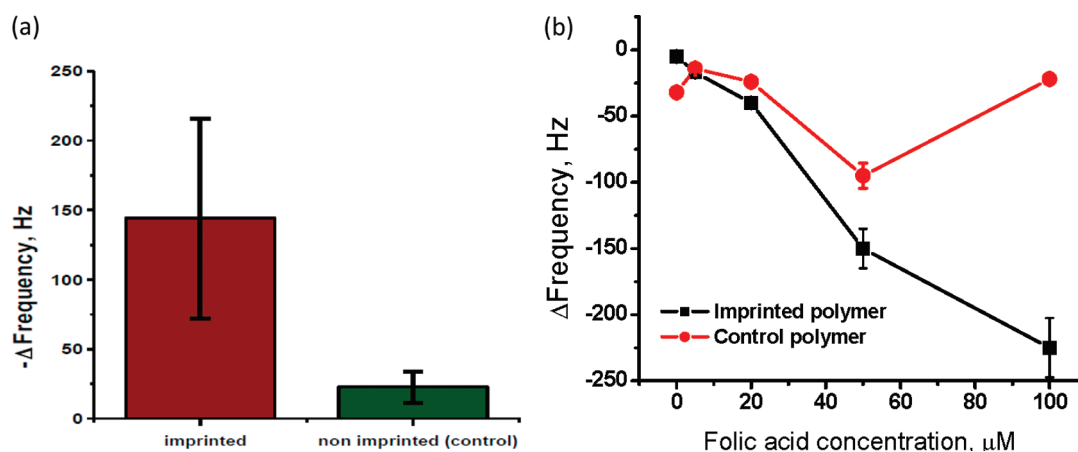 (a)
-Δ Frequency, Hz
250
200
150
100
50
0
imprinted
non imprinted (control)
(b)
ΔFrequency, Hz
0
-50
-100
-150
-200
-250
Imprinted polymer
Control polymer
0
20
40
60
80
100
Folic acid concentration, μM